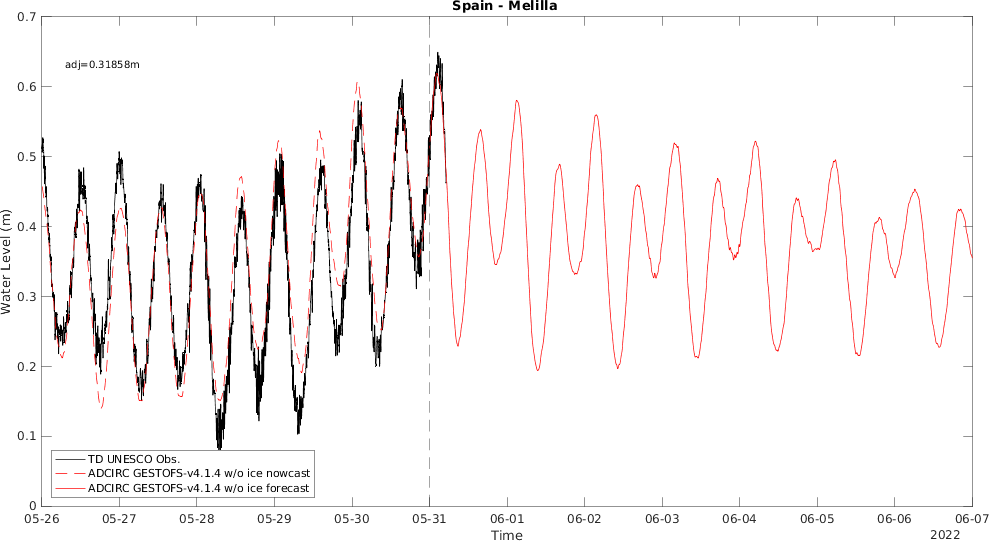 Spain - Melilla
adj=0.31858m
Water Level (m)
0.7
0.6
0.5
0.4
0.3
0.2
0.1
0
TD UNESCO Obs.
ADCIRC GESTOFS-v4.1.4 w/o ice nowcast
ADCIRC GESTOFS-v4.1.4 w/o ice forecast
05-26 05-27 05-28 05-29 05-30 05-31 06-01 06-02 06-03 06-04 06-05 06-06 06-07
Time
2022